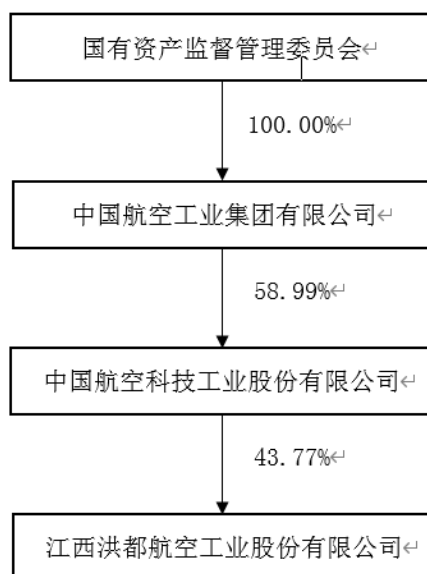 国有资产监督管理委员会
100.00%
中国航空工业集团有限公司
58.99%
中国航空科技工业股份有限公司
43.77%
江西洪都航空工业股份有限公司